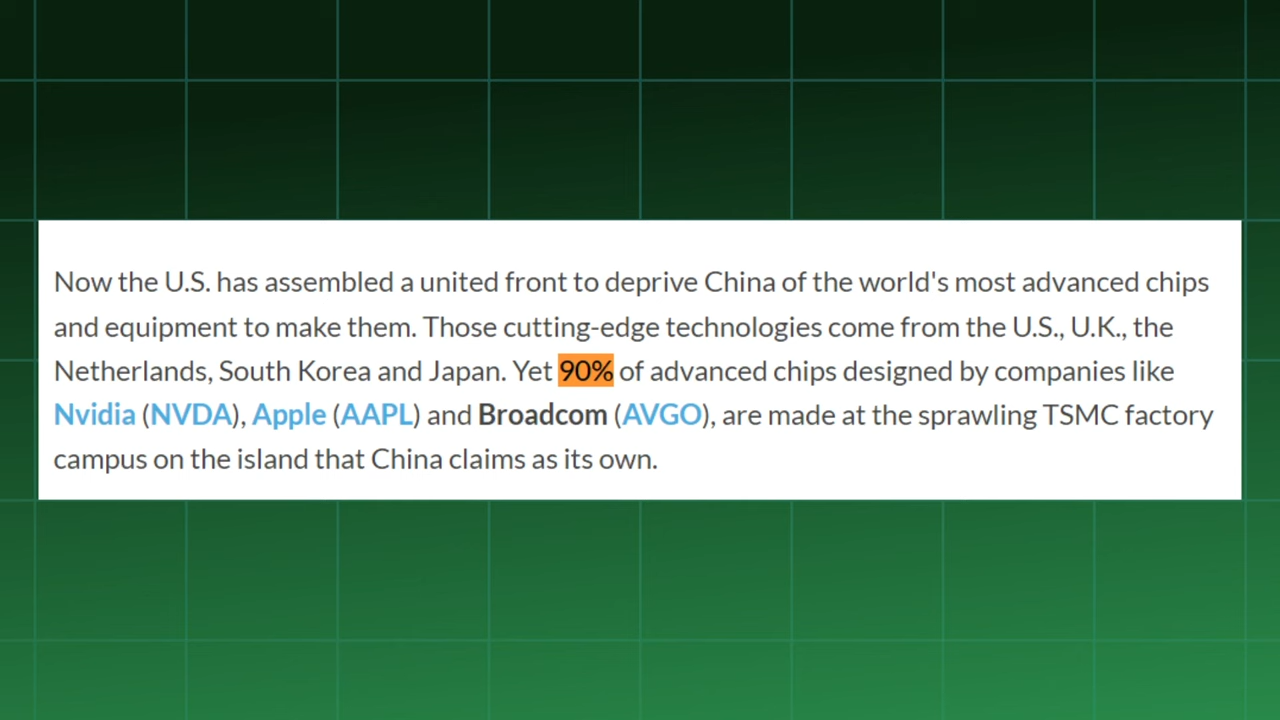 Now the U.S. has assembled a united front to deprive China of the world's most advanced chips
and equipment to make them. Those cutting-edge technologies come from the U.S., U.K., the
Netherlands, South Korea and Japan. Yet 90% of advanced chips designed by companies like
Nvidia (NVDA), Apple (AAPL) and Broadcom (AVGO), are made at the sprawling TSMC factory
campus on the island that China claims as its own.